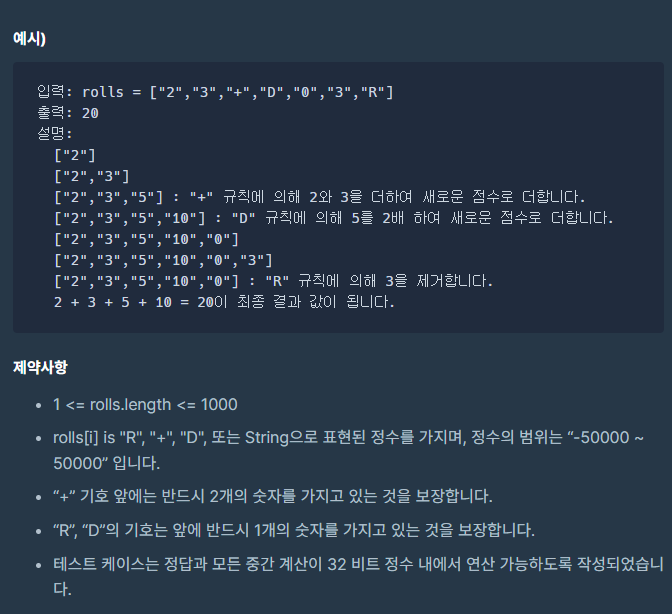 예시)
입력: rolls = ["2","3","+","D","0","3","R"]
출력: 20
설명:
["2"]
["2","3"]
["2","3","5"] : "+" 규칙에 의해 2와 3을 더하여 새로운 점수로 더합니다.
["2","3","5","10"] : "D" 규칙에 의해 5를 2배 하여 새로운 점수로 더합니다.
["2","3","5","10","0"]
["2","3","5","10","0","3"]
["2","3","5","10","0"] : "R" 규칙에 의해 3을 제거합니다.
2 + 3 + 5 + 10 = 20이 최종 결과 값이 됩니다.
제약사항
• 1 <= rolls.length <= 1000
• rolls[i] is "R", "+", "D", 또는 String으로 표현된 정수를 가지며, 정수의 범위는 “-50000 ~
50000” 입니다.
• “+” 기호 앞에는 반드시 2개의 숫자를 가지고 있는 것을 보장합니다.
• “R”, “D”의 기호는 앞에 반드시 1개의 숫자를 가지고 있는 것을 보장합니다.
• 테스트 케이스는 정답과 모든 중간 계산이 32 비트 정수 내에서 연산 가능하도록 작성되었습니
다.